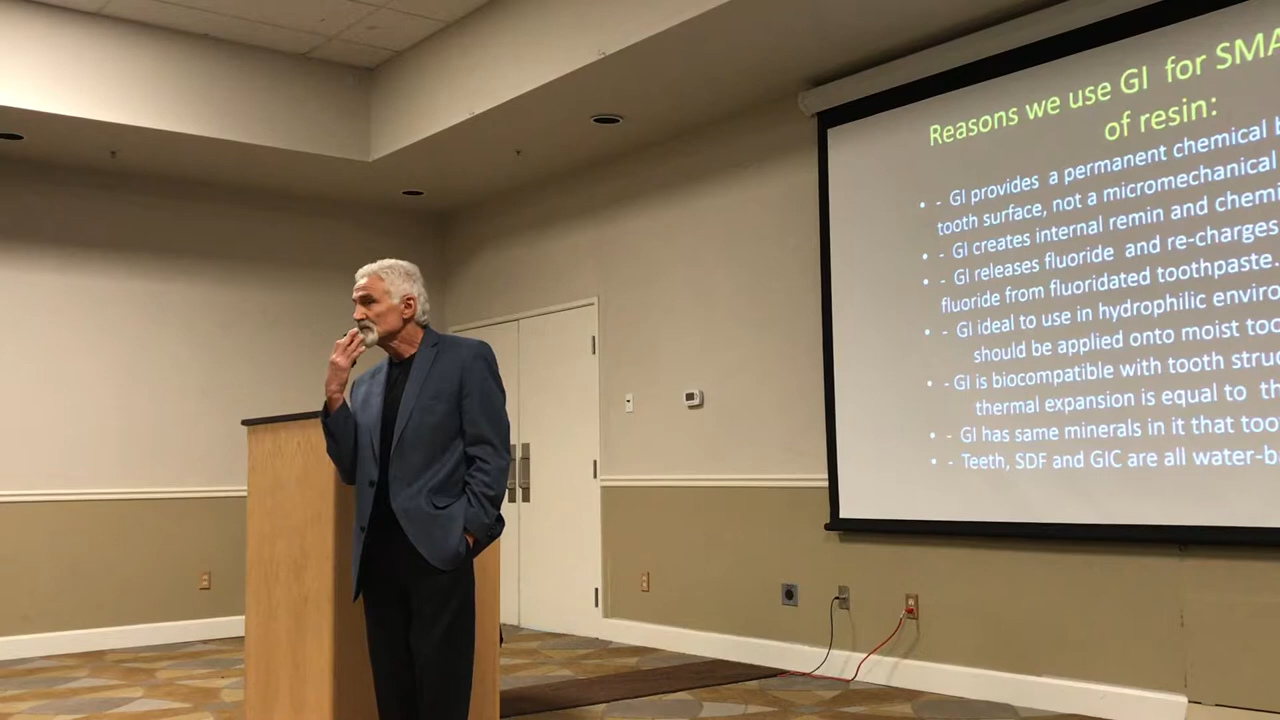 Reasons we use GI for SMA
of resin:
• - GI provides a permanent chemical
tooth surface, not a micromechanical
• - GI creates internal remin and chemi
• - GI releases fluoride and re-charges
fluoride from fluoridated toothpaste.
• - GI ideal to use in hydrophilic enviro
should be applied onto moist too
• - GI is biocompatible with tooth stru
thermal expansion is equal to th
• - GI has same minerals in it that too
• - Teeth, SDF and GIC are all water-ba